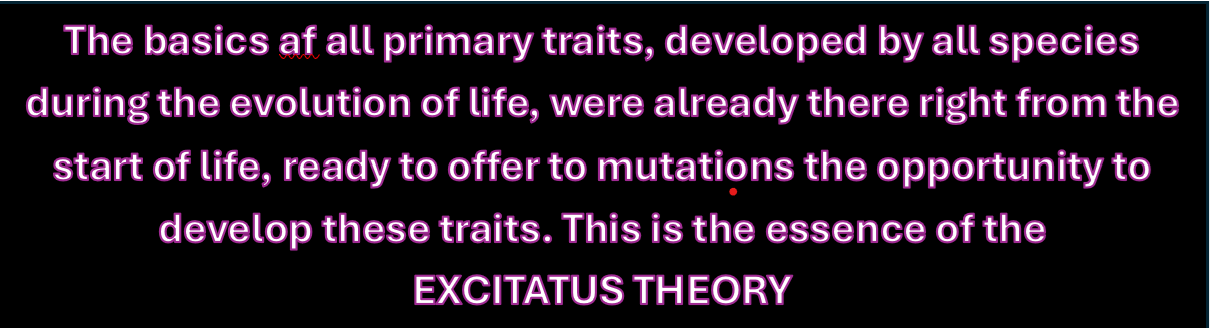 The basics af all primary traits, developed by all species
during the evolution of life, were already there right from the
start of life, ready to offer to mutations the opportunity to
develop these traits. This is the essence of the
EXCITATUS THEORY